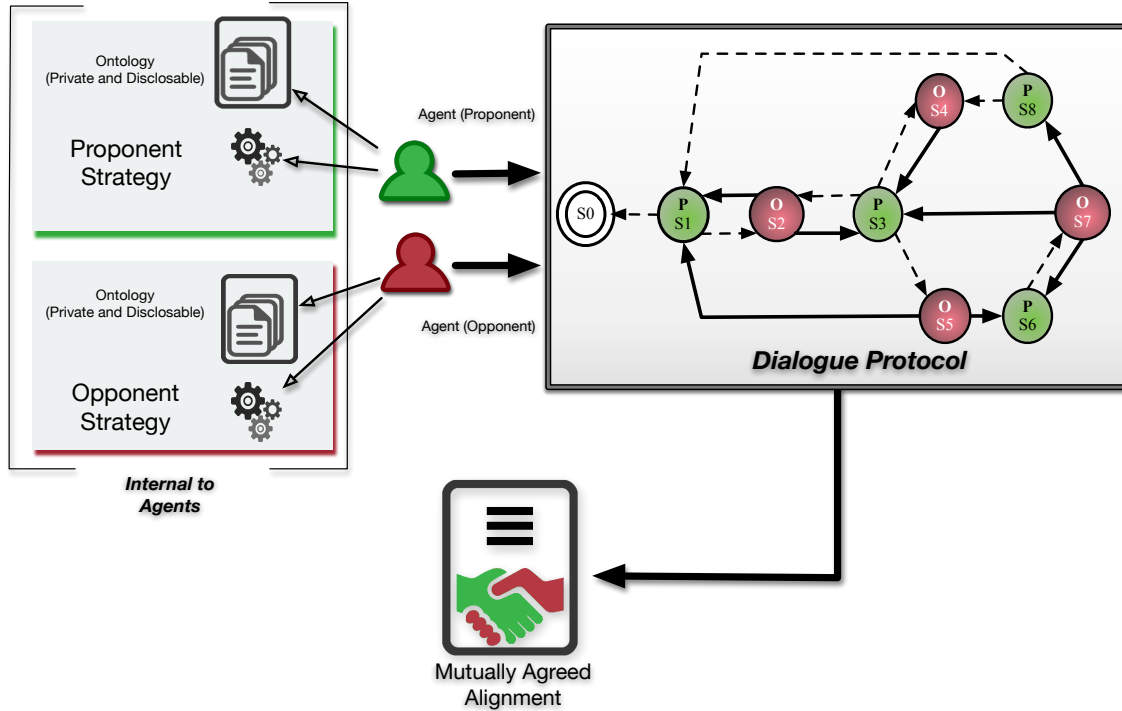 Ontology
(Private and Disclosable)
Proponent
Strategy
Ontology
(Private and Disclosable)
Opponent
Strategy
Internal to
Agents
Agent (Proponent)
Agent (Opponent)
S0
P
S1
O
S2
P
S3
O
S4
O
S5
P
S6
O
S7
P
S8
Dialogue Protocol
Mutually Agreed
Alignment